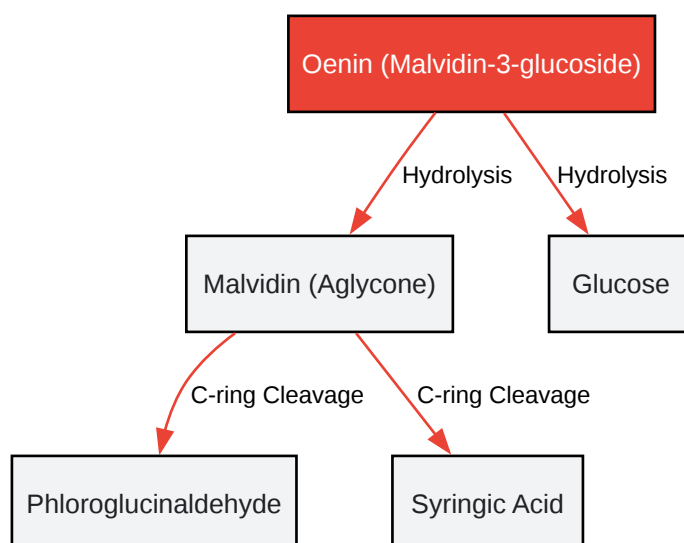 Oenin (Malvidin-3-glucoside)
Hydrolysis
Hydrolysis
Malvidin (Aglycone)
Glucose
C-ring Cleavage
C-ring Cleavage
Phloroglucinaldehyde
Syringic Acid